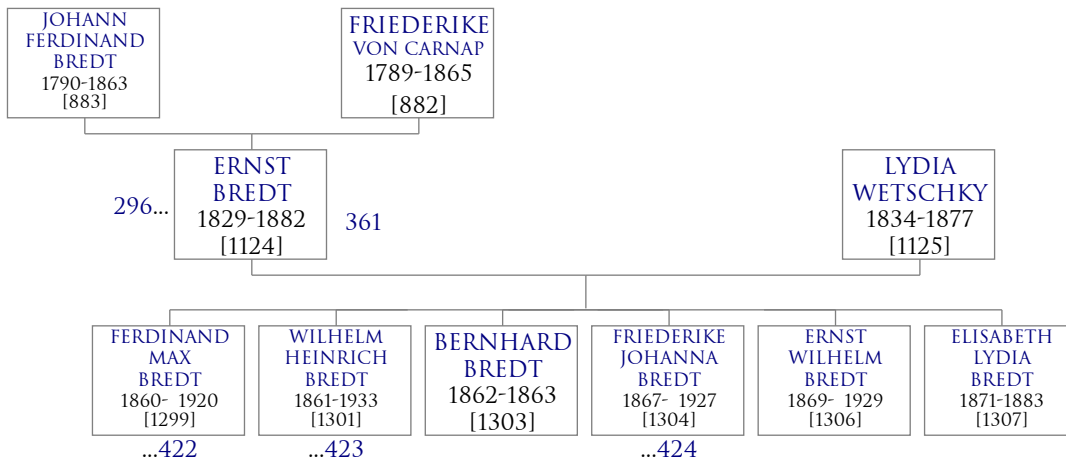 JOHANN
FERDINAND
BREDT
1790-1863
[883]
FRIEDERIKE
VON CARNAP
1789-1865
[882]
296...
ERNST
BREDT
1829-1882
[1124]
361
LYDIA
WETSCHKY
1834-1877
[1125]
FERDINAND
MAX
BREDT
1860- 1920
[1299]
...422
WILHELM
HEINRICH
BREDT
1861-1933
[1301]
...423
BERNHARD
BREDT
1862-1863
[1303]
FRIEDERIKE
JOHANNA
BREDT
1867- 1927
[1304]
...424
ERNST
WILHELM
BREDT
1869- 1929
[1306]
ELISABETH
LYDIA
BREDT
1871-1883
[1307]